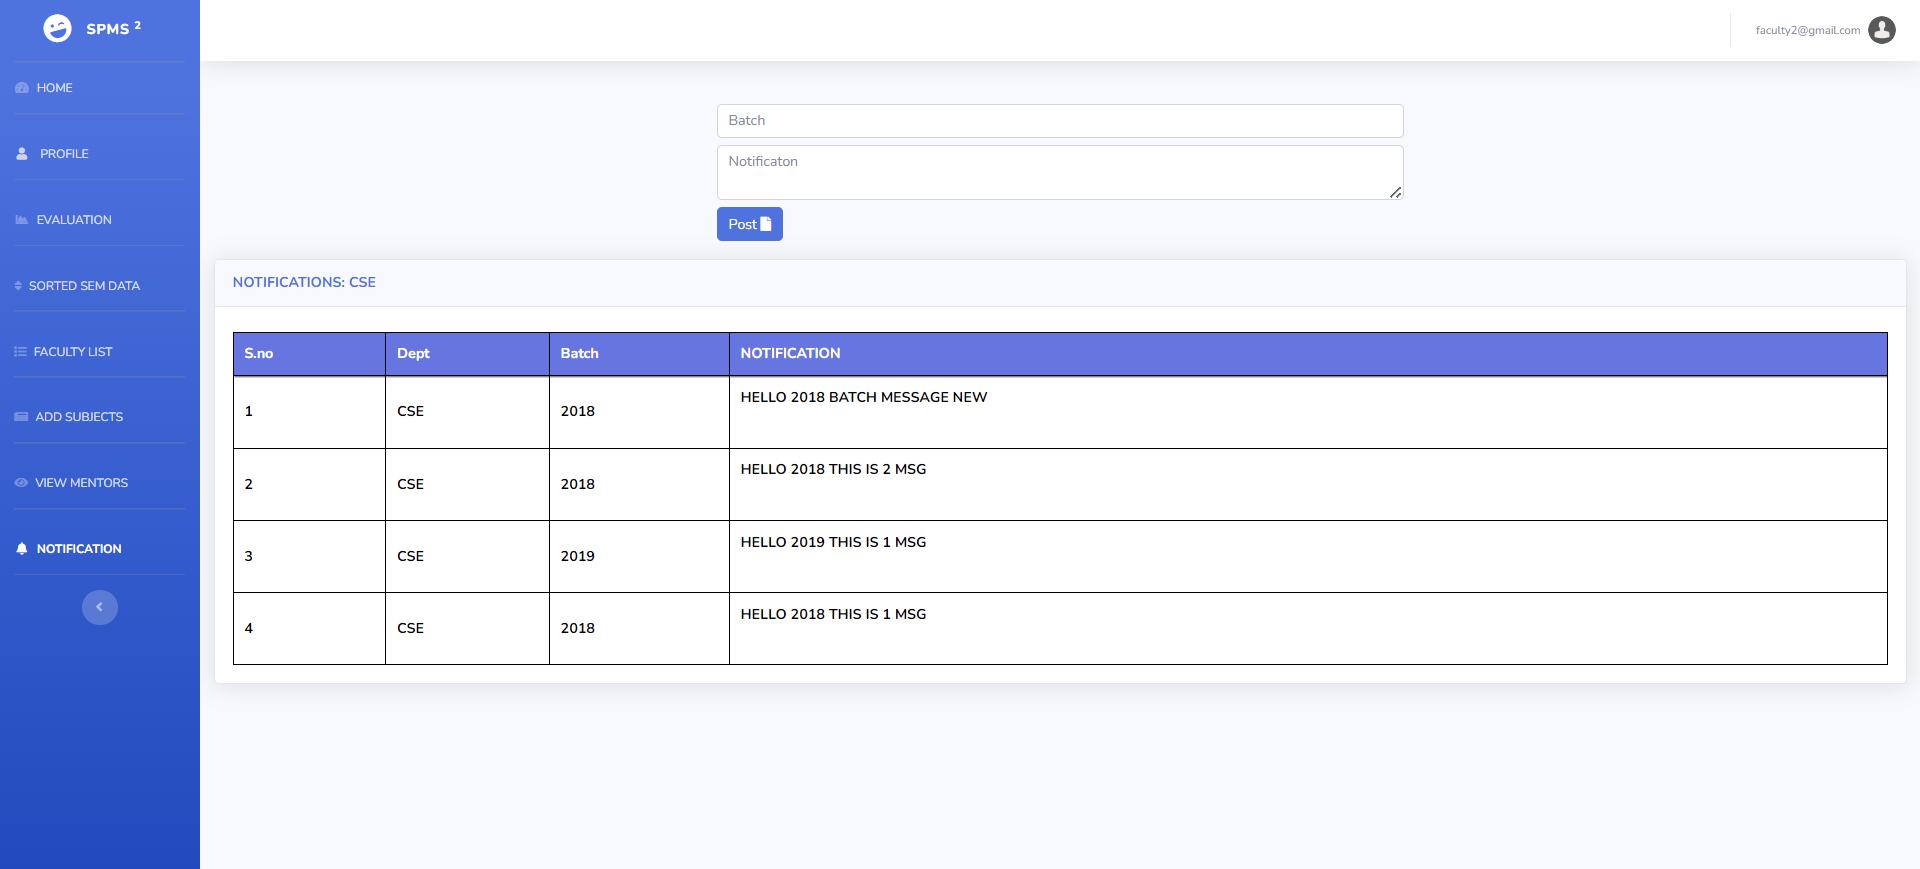 SPMS 2
faculty2@gmail.com
HOME
PROFILE
EVALUATION
SORTED SEM DATA
FACULTY LIST
ADD SUBJECTS
VIEW MENTORS
NOTIFICATION
Batch
Notificaton
Post
NOTIFICATIONS: CSE
S.no Dept Batch NOTIFICATION
1 CSE 2018 HELLO 2018 BATCH MESSAGE NEW
2 CSE 2018 HELLO 2018 THIS IS 2 MSG
3 CSE 2019 HELLO 2019 THIS IS 1 MSG
4 CSE 2018 HELLO 2018 THIS IS 1 MSG